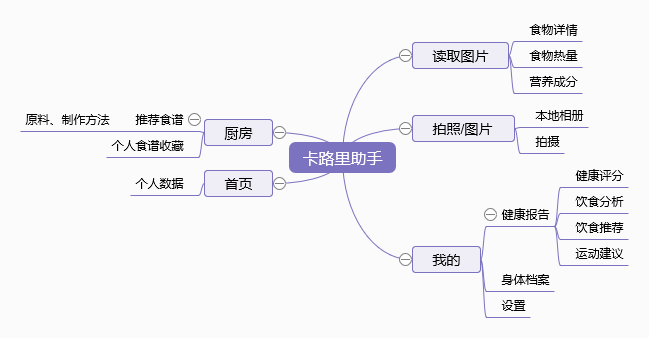 卡路里助手
读取图片
食物详情
食物热量
营养成分
拍照/图片
本地相册
拍摄
我的
健康报告
健康评分
饮食分析
饮食推荐
运动建议
身体档案
设置
厨房
推荐食谱
原料、制作方法
个人食谱收藏
首页
个人数据